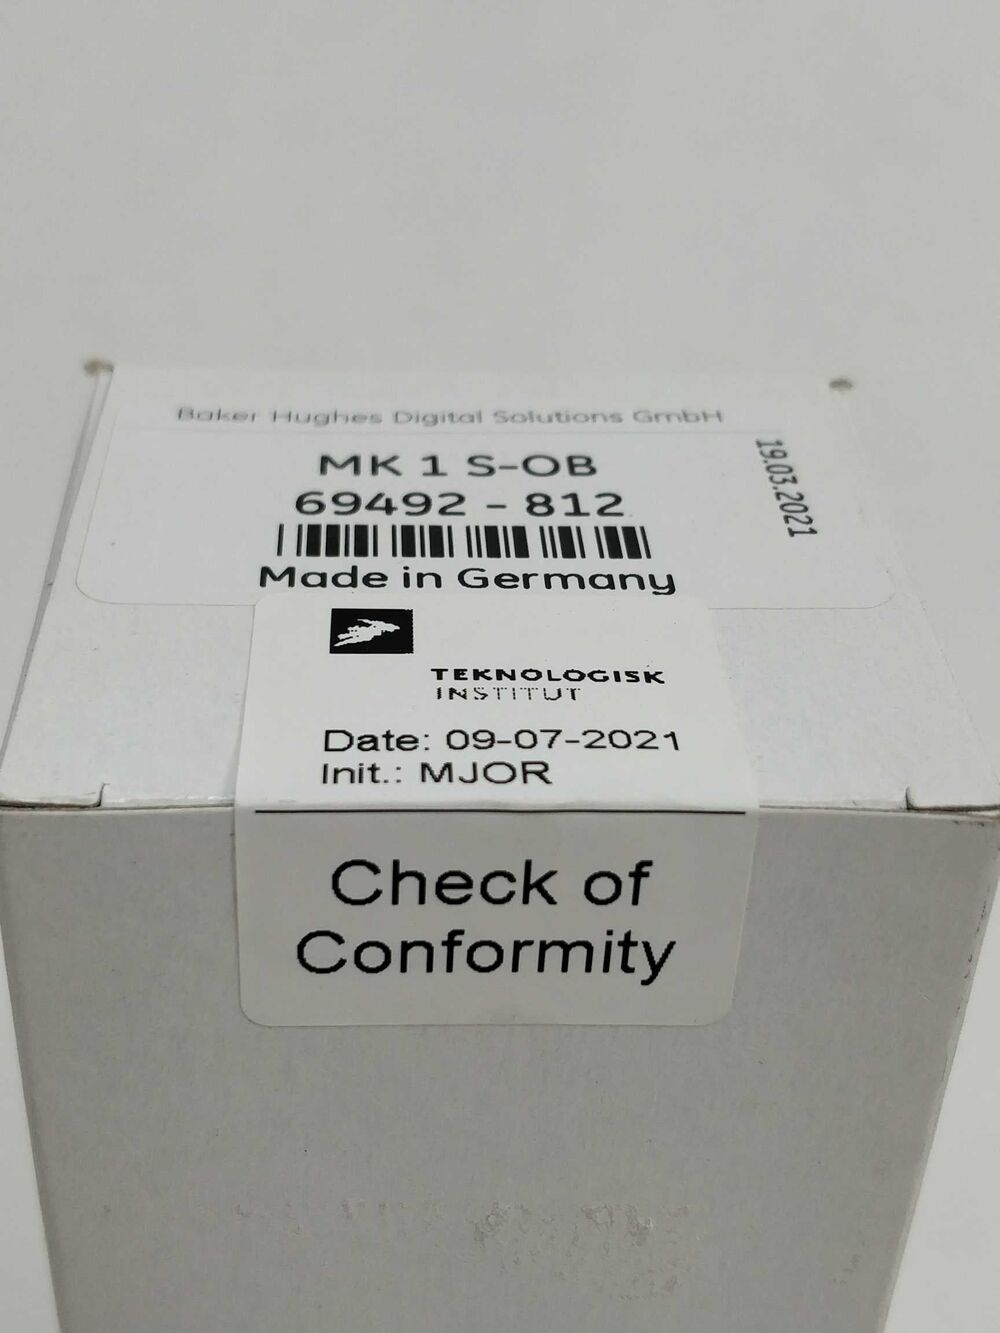 Baker Hughes Digital Solutions GmbH
MK 1 S-OB
69492 - 812
19.03.2021
Made in Germany
TEKNOLOGISK
INSTITUT
Date: 09-07-2021
Init.: MJOR
Check of
Conformity